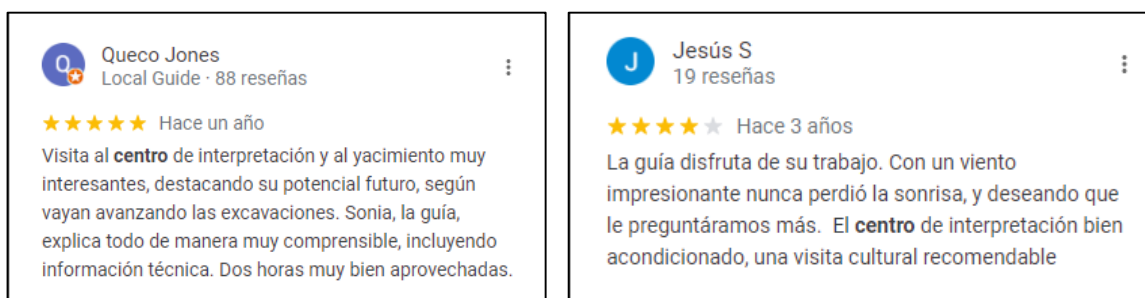 Queco Jones
Local Guide · 88 reseñas
Hace un año
Visita al centro de interpretación y al yacimiento muy
interesantes, destacando su potencial futuro, según
vayan avanzando las excavaciones. Sonia, la guía,
explica todo de manera muy comprensible, incluyendo
información técnica. Dos horas muy bien aprovechadas.
Jesús S
19 reseñas
Hace 3 años
La guía disfruta de su trabajo. Con un viento
impresionante nunca perdió la sonrisa, y deseando que
le preguntáramos más. El centro de interpretación bien
acondicionado, una visita cultural recomendable